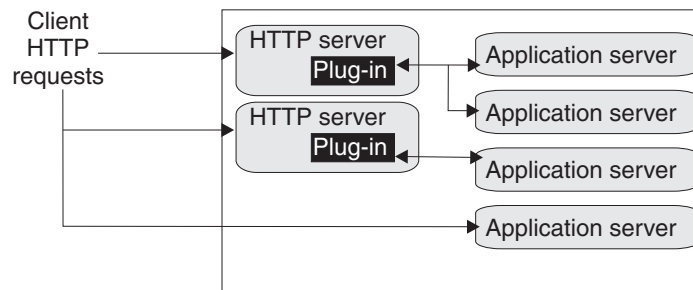 Client
HTTP
requests
HTTP server
Plug-in
HTTP server
Plug-in
Application server
Application server
Application server
Application server